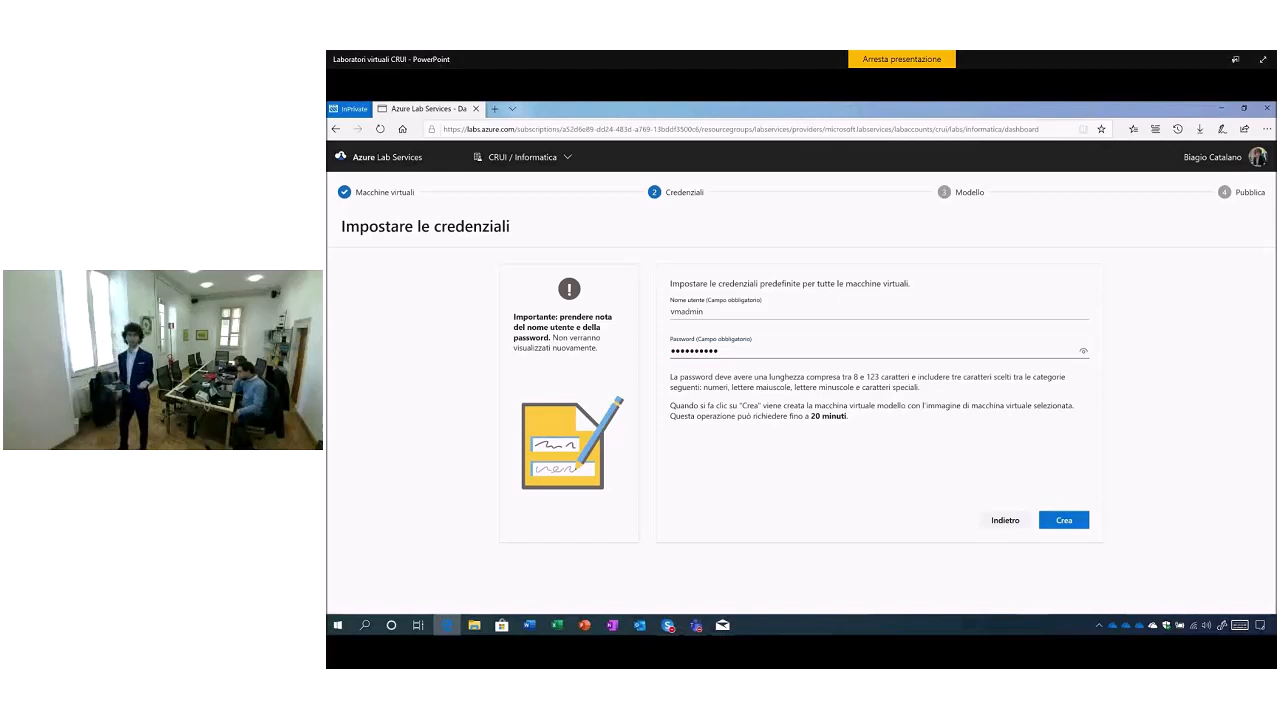 Laboratori virtuali CRUI - PowerPoint
Arresta presentazione
InPrivate
Azure Lab Services - Da
https://labs.azure.com/subscriptions/a52d6e89-dd24-483d-a769-13bddf3500c6/resourcegroups/labservices/providers/microsoft.labservices/labaccounts/crui/labs/informatica/dashboard
Azure Lab Services
CRUI / Informatica
Biagio Catalano
Macchine virtuali
2 Credenziali
3 Modello
4 Pubblica
Impostare le credenziali
Importante: prendere nota
del nome utente e della
password. Non verranno
visualizzati nuovamente.
Impostare le credenziali predefinite per tutte le macchine virtuali.
Nome utente (Campo obbligatorio)
vmadmin
Password (Campo obbligatorio)
••••••••••
La password deve avere una lunghezza compresa tra 8 e 123 caratteri e includere tre caratteri scelti tra le categorie
seguenti: numeri, lettere maiuscole, lettere minuscole e caratteri speciali.
Quando si fa clic su "Crea" viene creata la macchina virtuale modello con l'immagine di macchina virtuale selezionata.
Questa operazione può richiedere fino a 20 minuti.
Indietro
Crea